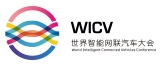 WICV
世界智能网联汽车大会
World Intelligent Connected Vehicles Conference